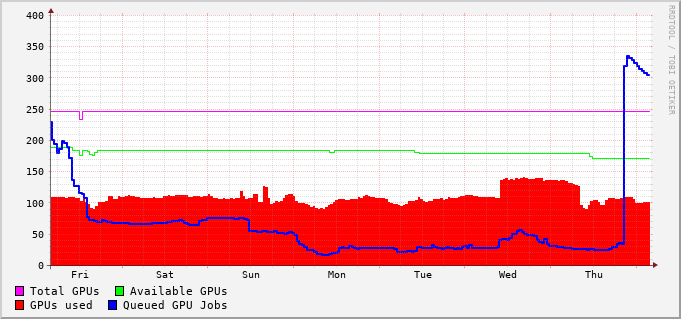 400
350
300
250
200
150
100
50
0
Fri Sat Sun Mon Tue Wed Thu
Total GPUs Available GPUs
GPUs used Queued GPU Jobs
RRDTOOL / TOBI OETIKER